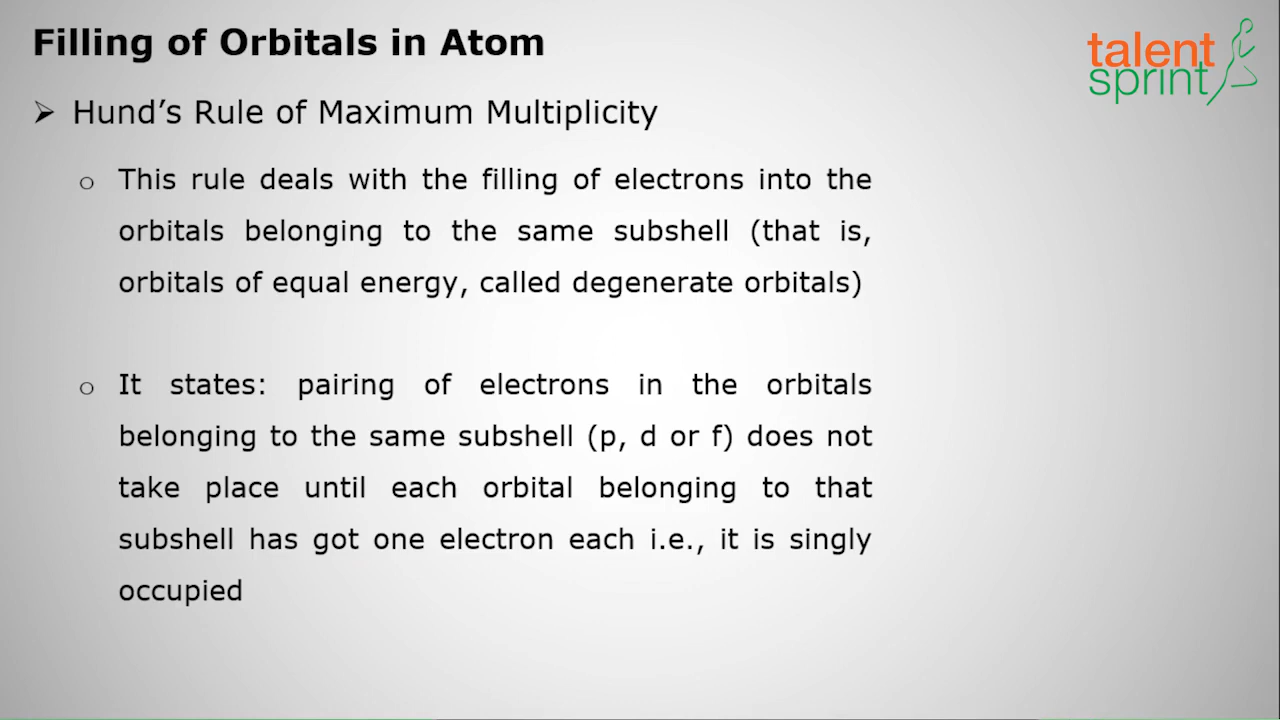 Filling of Orbitals in Atom
talent
sprint
➢ Hund’s Rule of Maximum Multiplicity
o This rule deals with the filling of electrons into the
orbitals belonging to the same subshell (that is,
orbitals of equal energy, called degenerate orbitals)
o It states: pairing of electrons in the orbitals
belonging to the same subshell (p, d or f) does not
take place until each orbital belonging to that
subshell has got one electron each i.e., it is singly
occupied